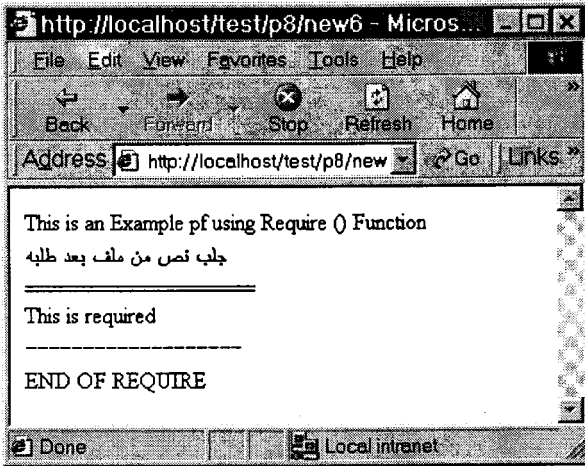 http://localhost/test/p8/new6 - Micros...
File Edit View Favorites Tools Help
Back Forward Stop Refresh Home
Address http://localhost/test/p8/new Go Links
This is an Example pf using Require () Function
جلب نص من ملف بعد طلبه
====================
This is required
--------------------
END OF REQUIRE
Done Local intranet